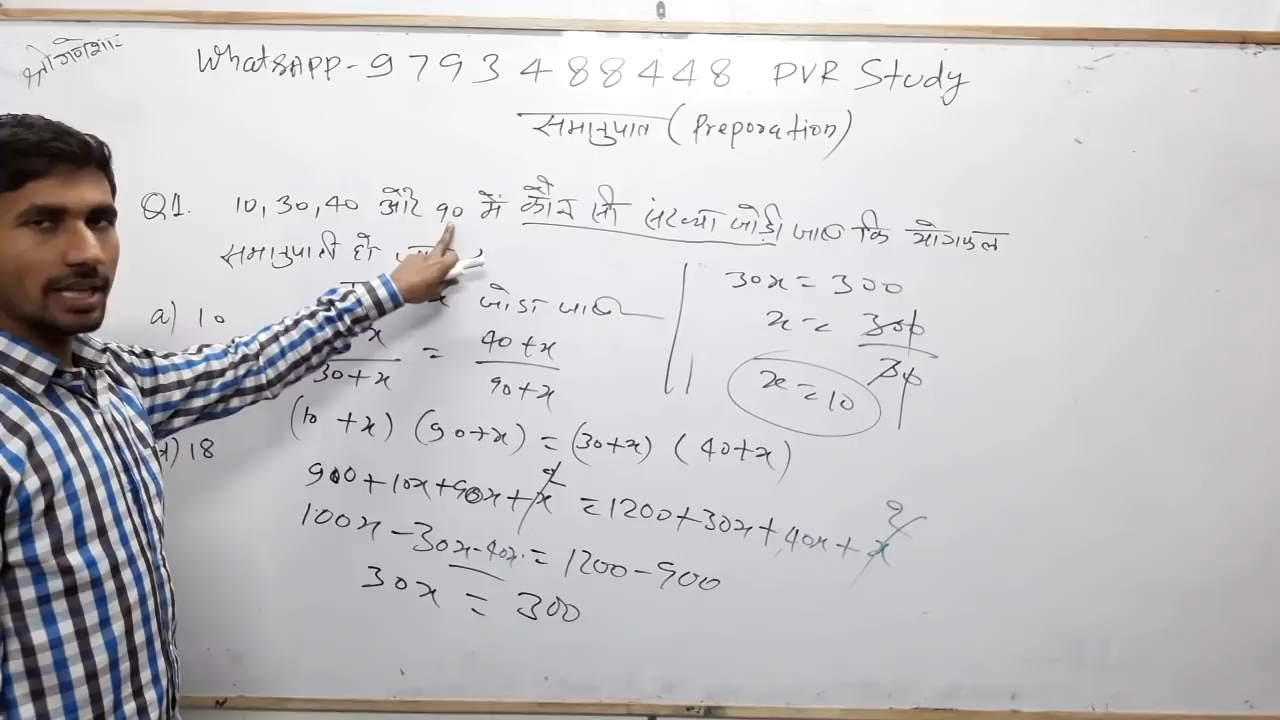 श्री गणेशाय
WhatsAPP - 9793488448 PVR Study
समानुपात (Preporation)
Q1. 10, 30, 40 और 90 में कौन सी संख्या जोड़ी जाए कि योगफल
समानुपाती हो
x जोडा जाए
a) 10
x / 30+x = 40+x / 90+x
(10+x) (90+x) = (30+x) (40+x)
18
900+10x+90x+x² = 1200+30x+40x+x²
100x-30x-40x = 1200-900
30x = 300
30x = 300
x = 300/30
x = 10